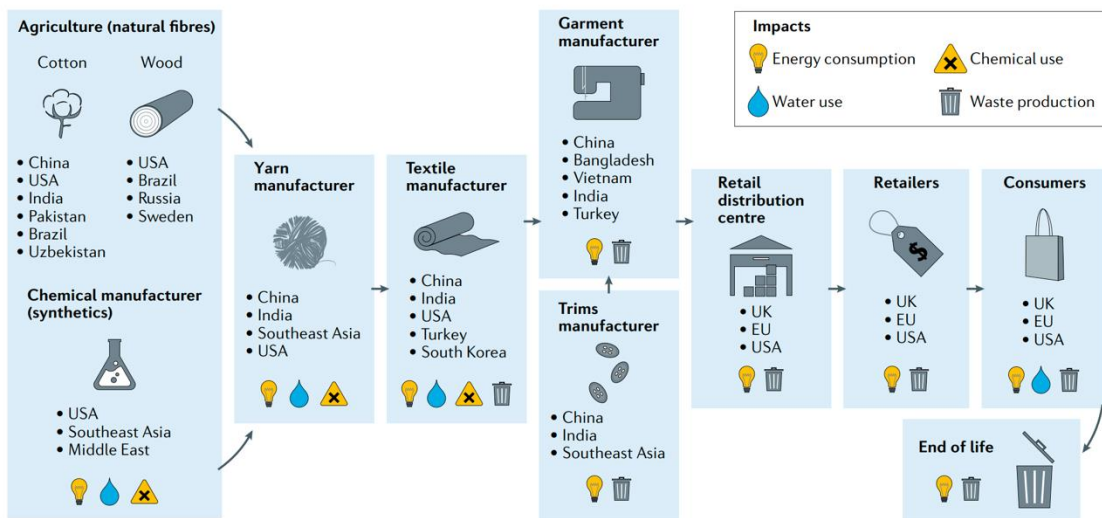 Agriculture (natural fibres)
Cotton
• China
• USA
• India
• Pakistan
• Brazil
• Uzbekistan
Wood
• USA
• Brazil
• Russia
• Sweden
Chemical manufacturer
(synthetics)
• USA
• Southeast Asia
• Middle East
Yarn
manufacturer
• China
• India
• Southeast Asia
• USA
Textile
manufacturer
• China
• India
• USA
• Turkey
• South Korea
Garment
manufacturer
• China
• Bangladesh
• Vietnam
• India
• Turkey
Trims
manufacturer
• China
• India
• Southeast Asia
Impacts
Energy consumption
Chemical use
Water use
Waste production
Retail
distribution
centre
• UK
• EU
• USA
Retailers
$
• UK
• EU
• USA
Consumers
• UK
• EU
• USA
End of life